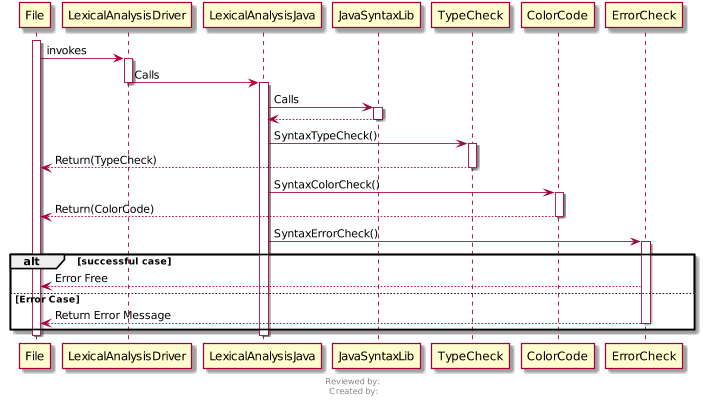 File LexicalAnalysisDriver LexicalAnalysisJava JavaSyntaxLib TypeCheck ColorCode ErrorCheck
invokes
Calls
Calls
SyntaxTypeCheck()
Return(TypeCheck)
SyntaxColorCheck()
Return(ColorCode)
SyntaxErrorCheck()
alt [successful case]
Error Free
[Error Case]
Return Error Message
File LexicalAnalysisDriver LexicalAnalysisJava JavaSyntaxLib TypeCheck ColorCode ErrorCheck
Reviewed by:
Created by: